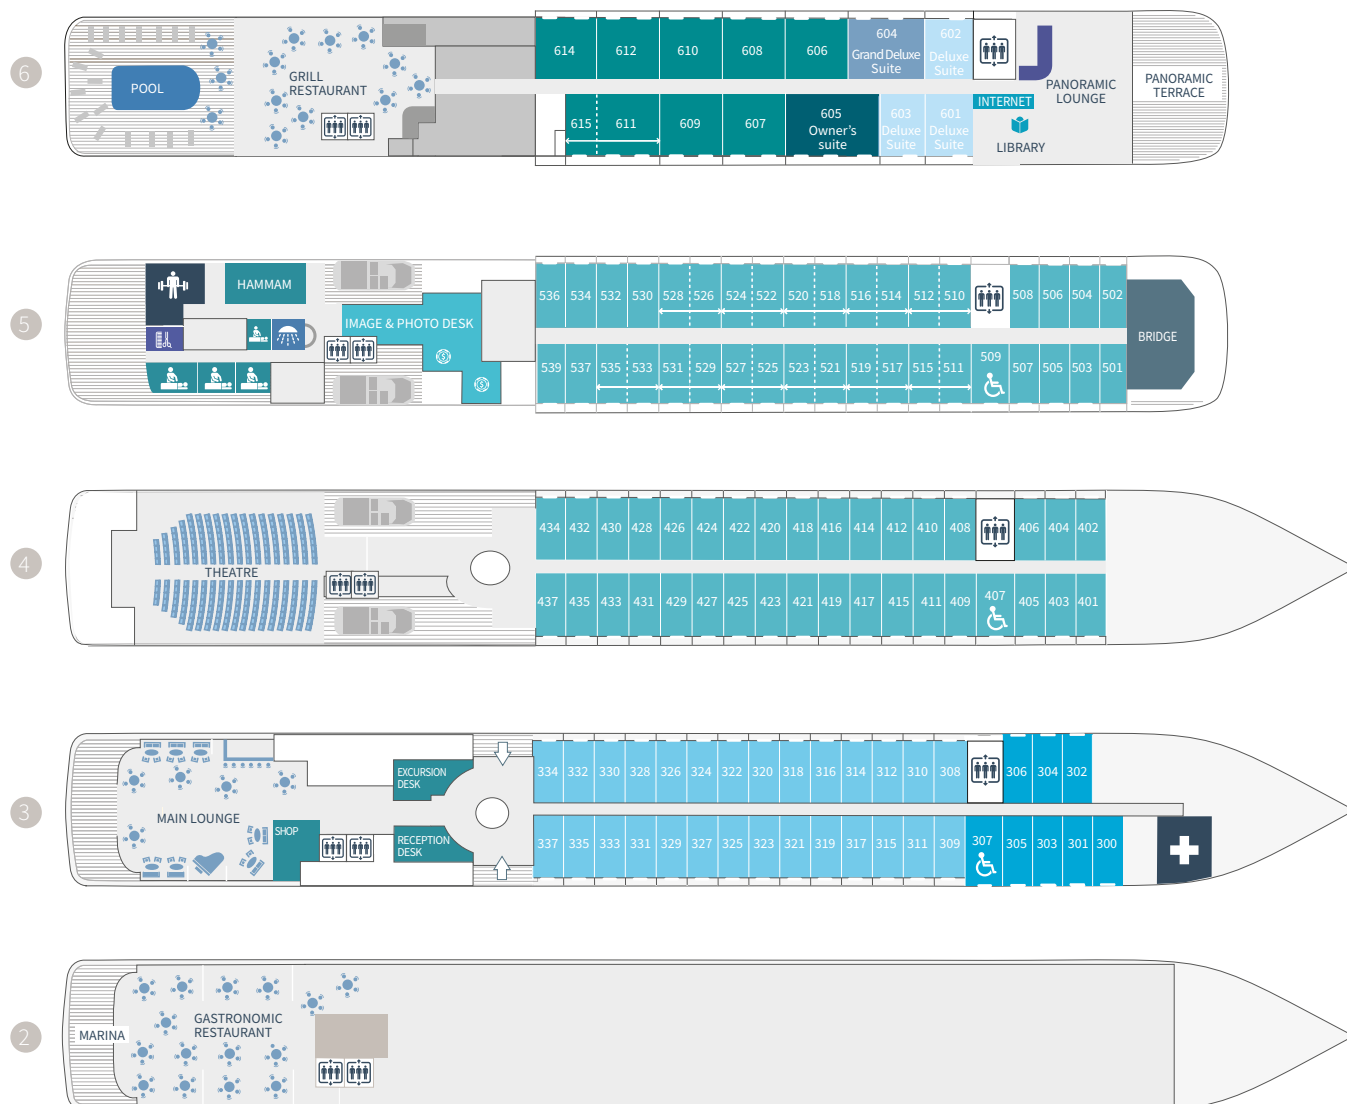 6
614 612 610 608 606 604 602
Grand Deluxe Deluxe
Suite Suite
615 611 609 607 605 603 601
Owner's Deluxe Deluxe
suite Suite Suite
POOL
GRILL
RESTAURANT
INTERNET
LIBRARY
PANORAMIC
LOUNGE
PANORAMIC
TERRACE
5
HAMMAM
IMAGE & PHOTO DESK
536 534 532 530 528 526 524 522 520 518 516 514 512 510 508 506 504 502
539 537 535 533 531 529 527 525 523 521 519 517 515 511 509 507 505 503 501
BRIDGE
4
THEATRE
434 432 430 428 426 424 422 420 418 416 414 412 410 408 406 404 402
437 435 433 431 429 427 425 423 421 419 417 415 411 409 407 405 403 401
3
MAIN LOUNGE
SHOP
EXCURSION
DESK
RECEPTION
DESK
334 332 330 328 326 324 322 320 318 316 314 312 310 308 306 304 302
337 335 333 331 329 327 325 323 321 319 317 315 311 309 307 305 303 301 300
2
MARINA
GASTRONOMIC
RESTAURANT